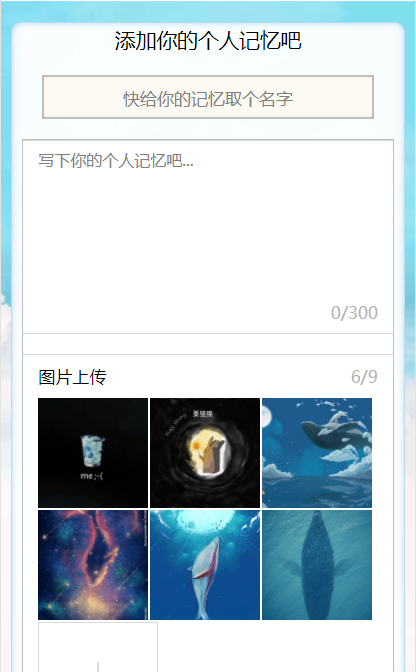 添加你的个人记忆吧
快给你的记忆取个名字
写下你的个人记忆吧...
0/300
图片上传
6/9
me ;-(